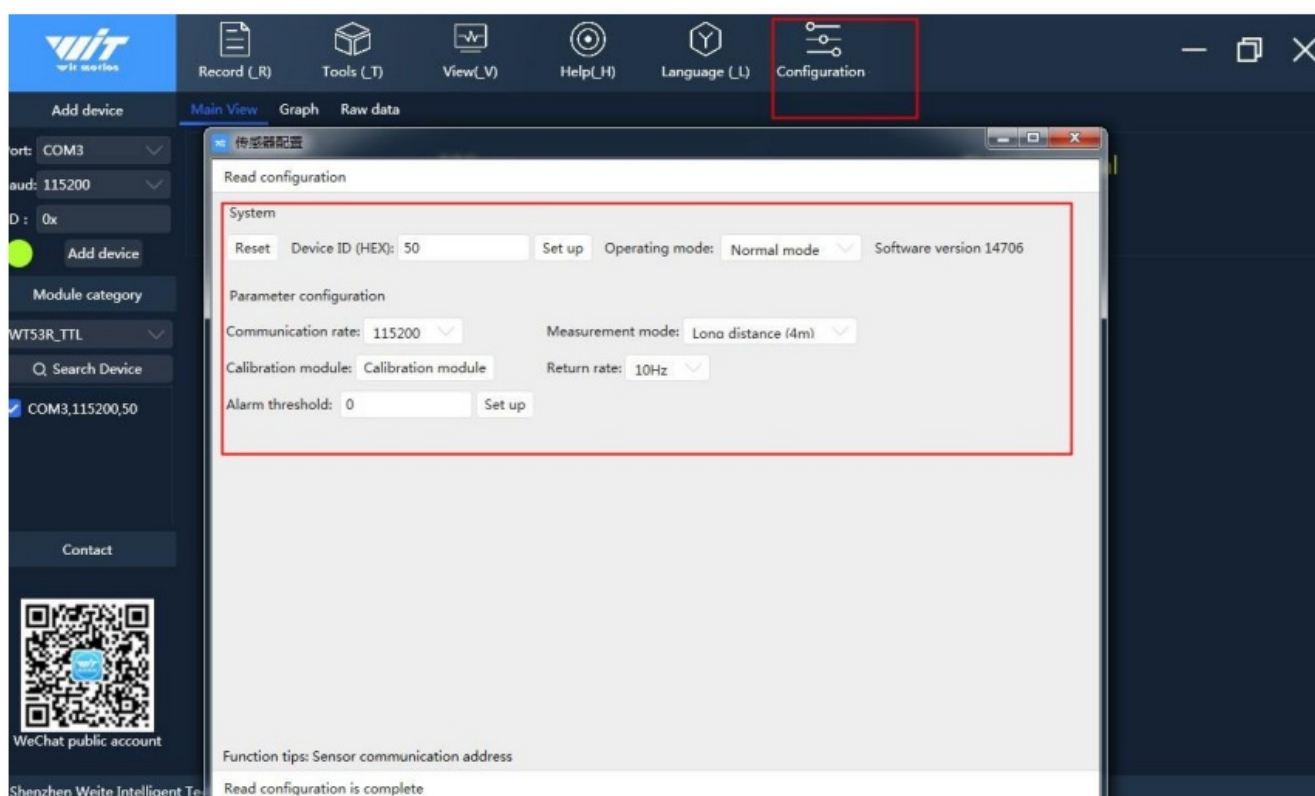 WiT
wit motion
Record (_R)
Tools (_T)
View(_V)
Help(_H)
Language (_L)
Configuration
Add device
Main View
Graph
Raw data
ort:
COM3
aud:
115200
D :
0x
Add device
Module category
WT53R_TTL
Search Device
COM3,115200,50
Contact
WeChat public account
Shenzhen Weite Intelligent Te
传感器配置
Read configuration
System
Reset Device ID (HEX): 50 Set up Operating mode: Normal mode Software version 14706
Parameter configuration
Communication rate: 115200 Measurement mode: Long distance (4m)
Calibration module: Calibration module Return rate: 10Hz
Alarm threshold: 0 Set up
Function tips: Sensor communication address
Read configuration is complete